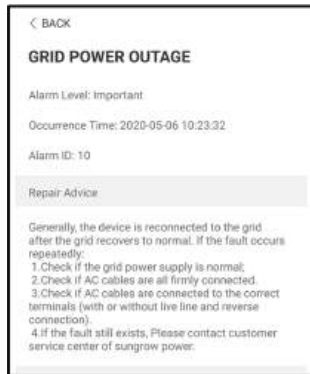 < BACK
GRID POWER OUTAGE
Alarm Level: Important
Occurrence Time: 2020-05-06 10:23:32
Alarm ID: 10
Repair Advice
Generally, the device is reconnected to the grid
after the grid recovers to normal. If the fault occurs
repeatedly:
1.Check if the grid power supply is normal;
2.Check if AC cables are all firmly connected.
3.Check if AC cables are connected to the correct
terminals (with or without live line and reverse
connection).
4.If the fault still exists, Please contact customer
service center of sungrow power.